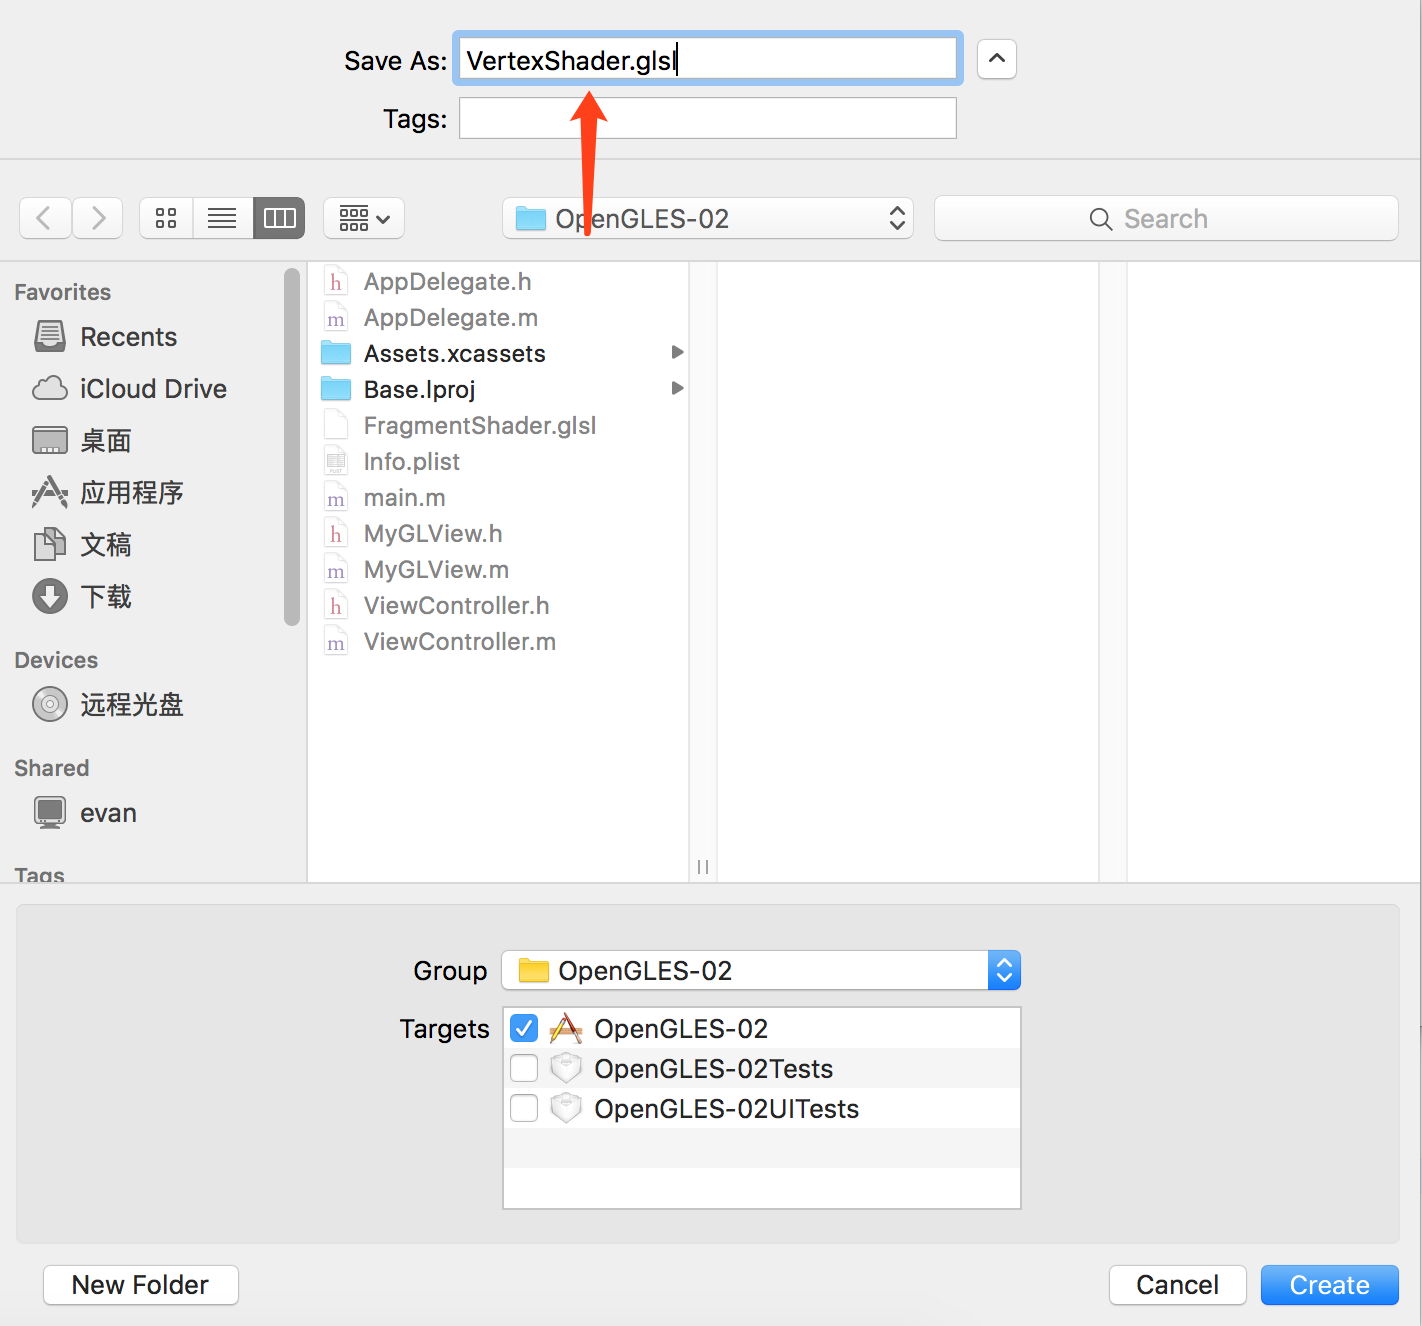 Save As: VertexShader.glsl
Tags:
OpenGLES-02
Search
Favorites
Recents
iCloud Drive
桌面
应用程序
文稿
下载
Devices
远程光盘
Shared
evan
Tags
h AppDelegate.h
m AppDelegate.m
Assets.xcassets
Base.lproj
FragmentShader.glsl
Info.plist
m main.m
h MyGLView.h
m MyGLView.m
h ViewController.h
m ViewController.m
Group OpenGLES-02
Targets OpenGLES-02
OpenGLES-02Tests
OpenGLES-02UITests
New Folder
Cancel
Create